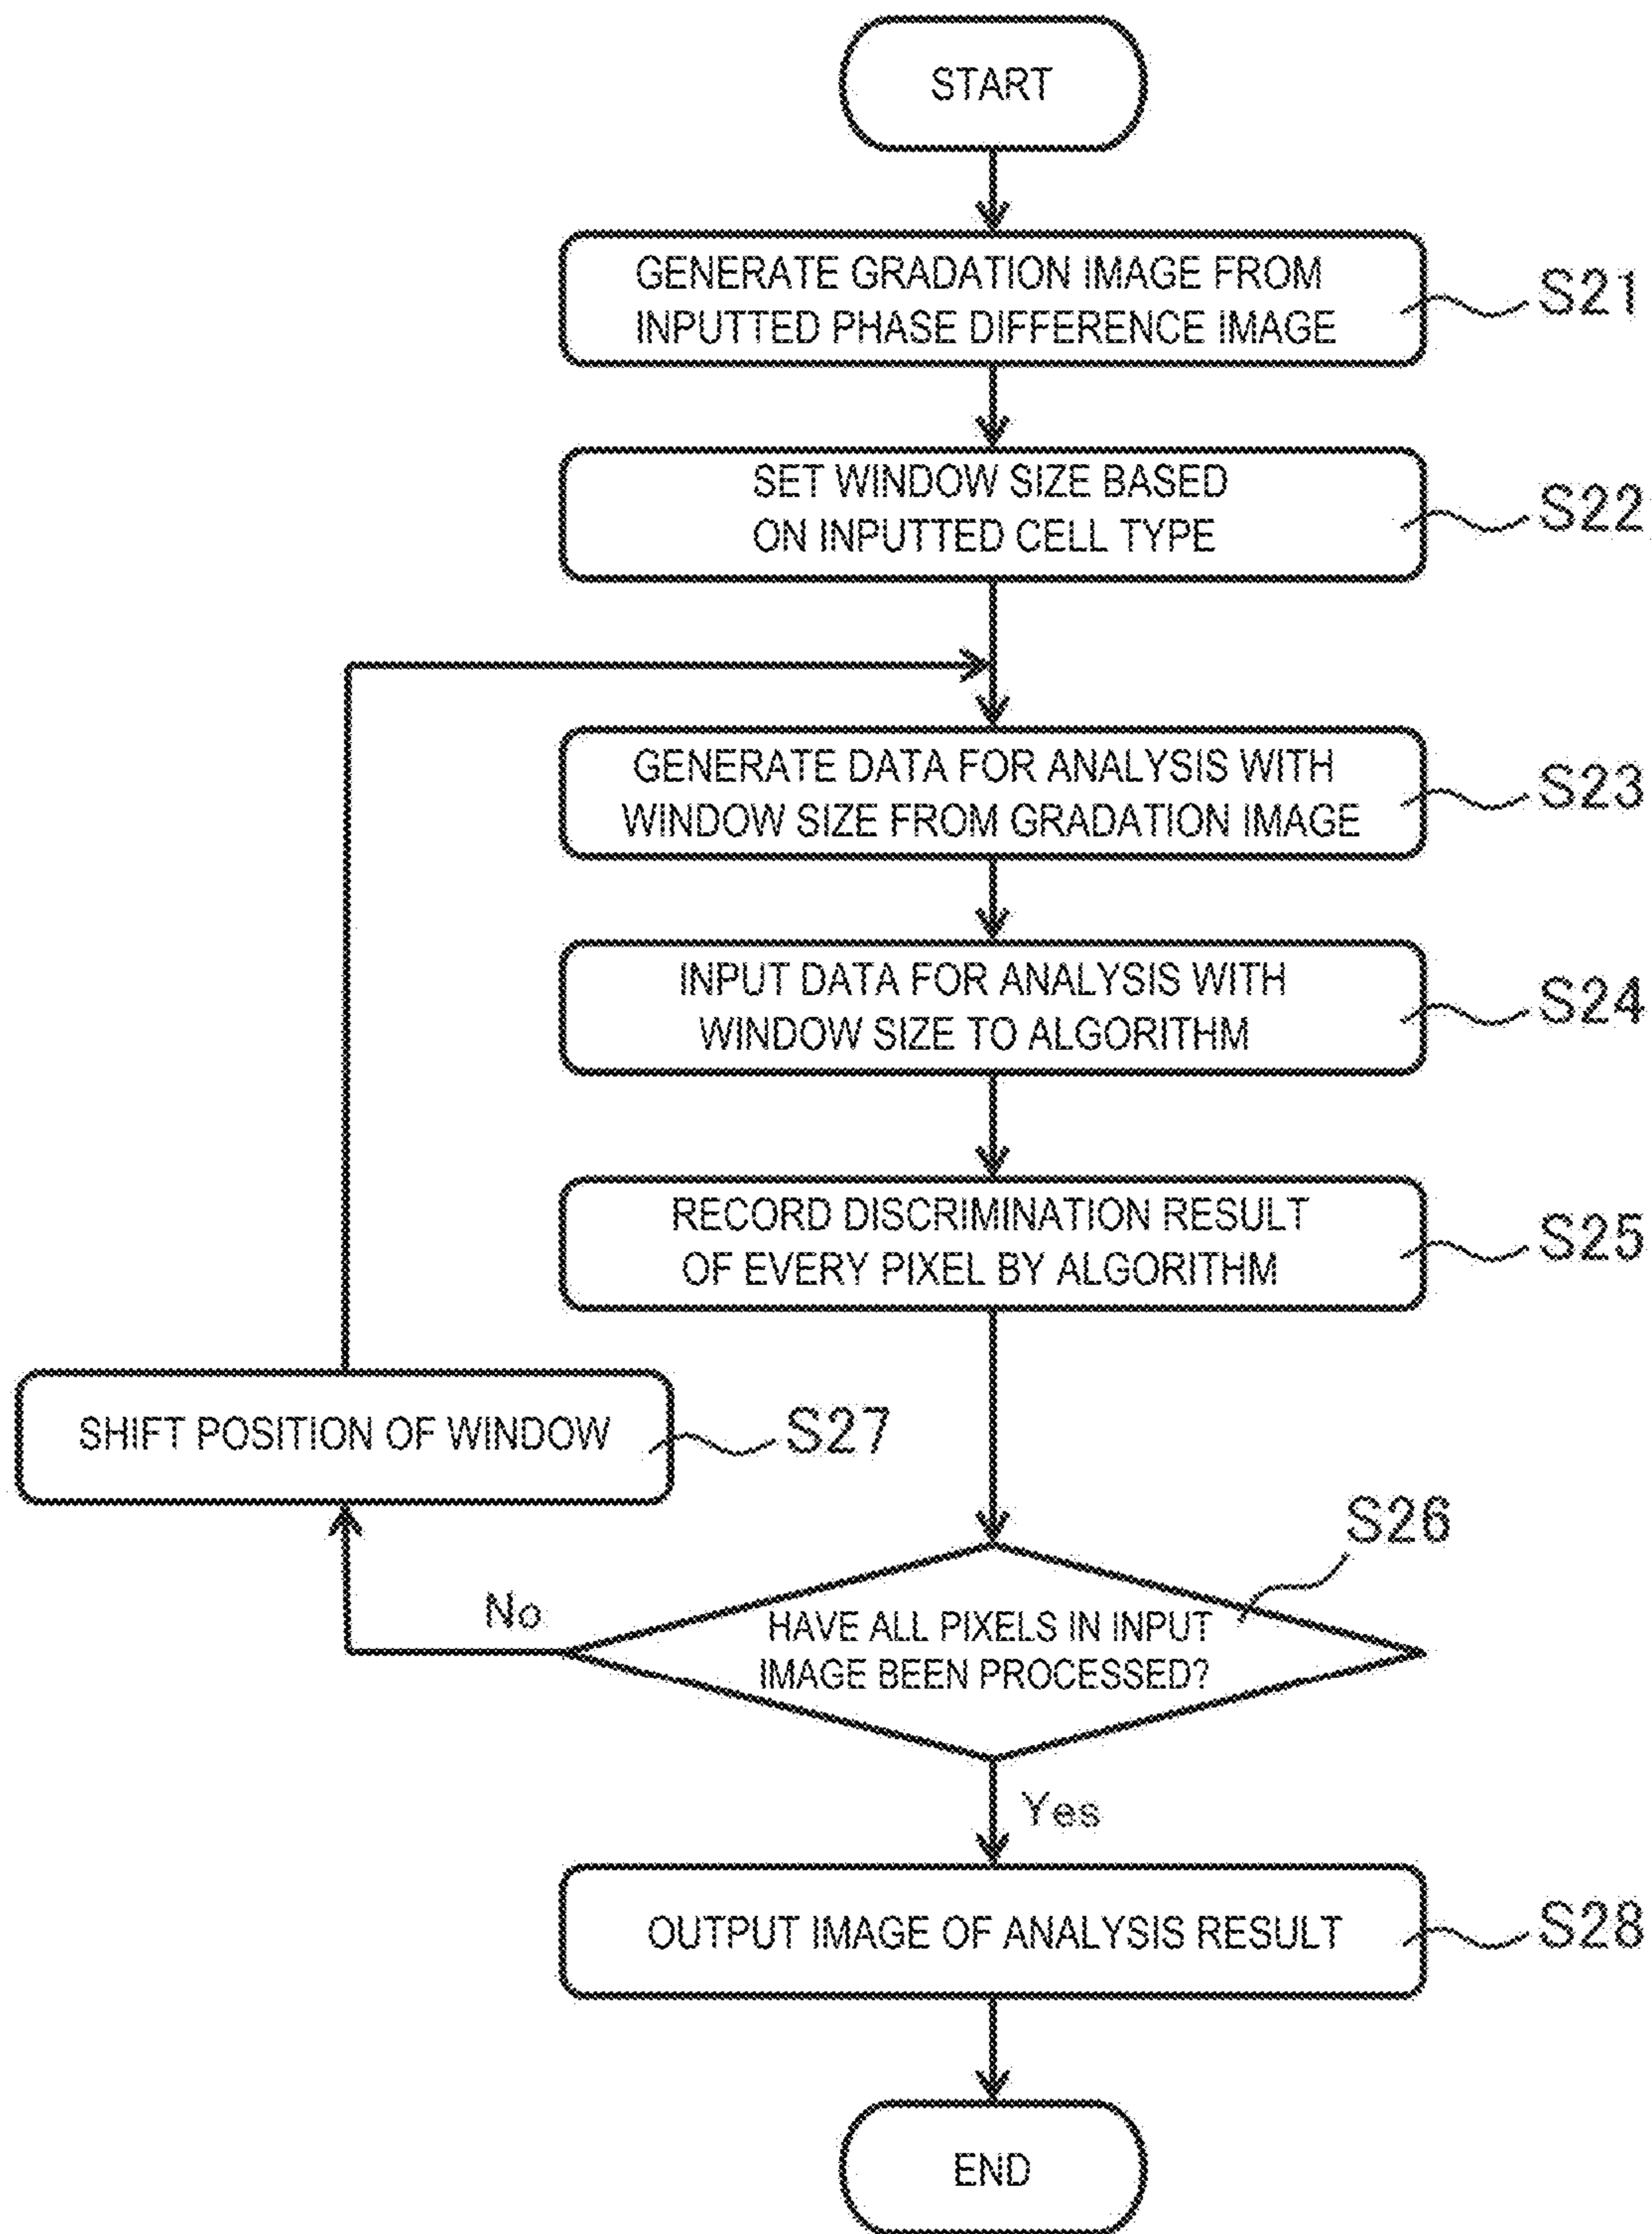 START
GENERATE GRADATION IMAGE FROM
INPUTTED PHASE DIFFERENCE IMAGE
S21
SET WINDOW SIZE BASED
ON INPUTTED CELL TYPE
S22
GENERATE DATA FOR ANALYSIS WITH
WINDOW SIZE FROM GRADATION IMAGE
S23
INPUT DATA FOR ANALYSIS WITH
WINDOW SIZE TO ALGORITHM
S24
RECORD DISCRIMINATION RESULT
OF EVERY PIXEL BY ALGORITHM
S25
SHIFT POSITION OF WINDOW
S27
S26
No
HAVE ALL PIXELS IN INPUT
IMAGE BEEN PROCESSED?
Yes
OUTPUT IMAGE OF ANALYSIS RESULT
S28
END